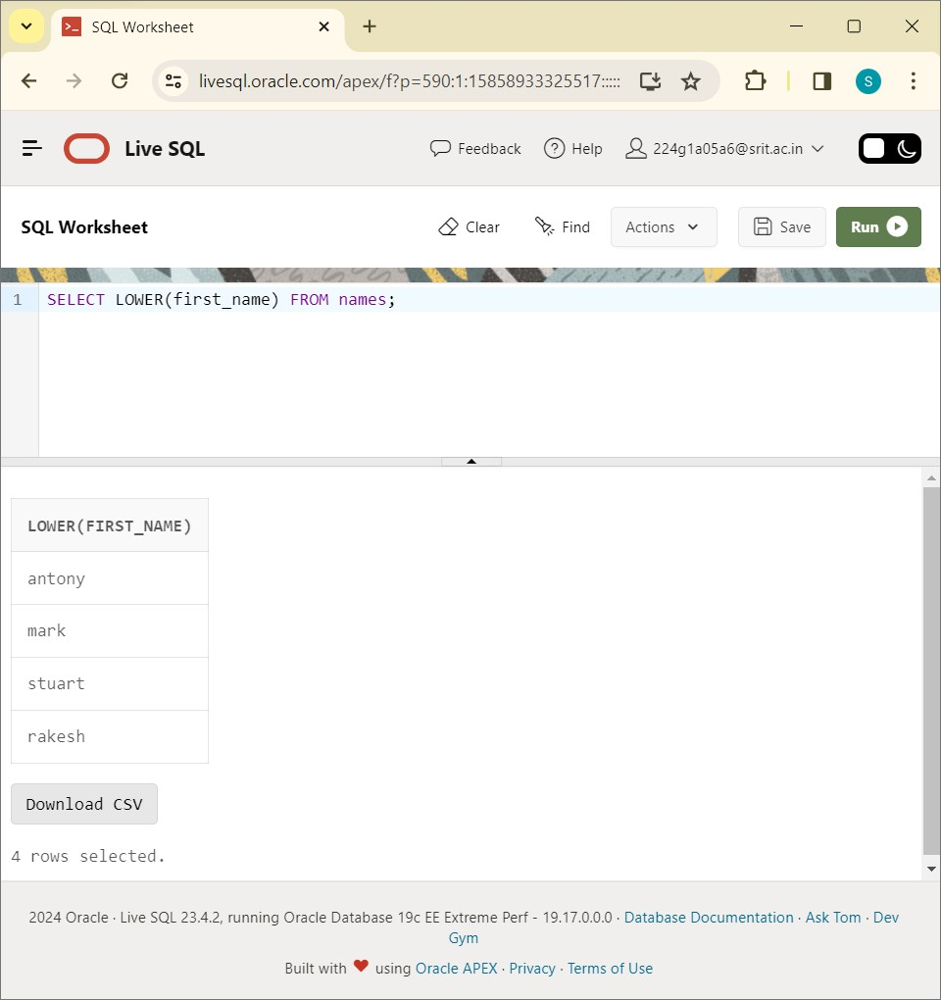 SQL Worksheet
livesql.oracle.com/apex/f?p=590:1:15858933325517:::::
S
Live SQL
Feedback
Help
224g1a05a6@srit.ac.in
SQL Worksheet
Clear
Find
Actions
Save
Run
1 SELECT LOWER(first_name) FROM names;
LOWER(FIRST_NAME)
antony
mark
stuart
rakesh
Download CSV
4 rows selected.
2024 Oracle · Live SQL 23.4.2, running Oracle Database 19c EE Extreme Perf - 19.17.0.0.0 · Database Documentation · Ask Tom · Dev
Gym
Built with ❤ using Oracle APEX · Privacy · Terms of Use